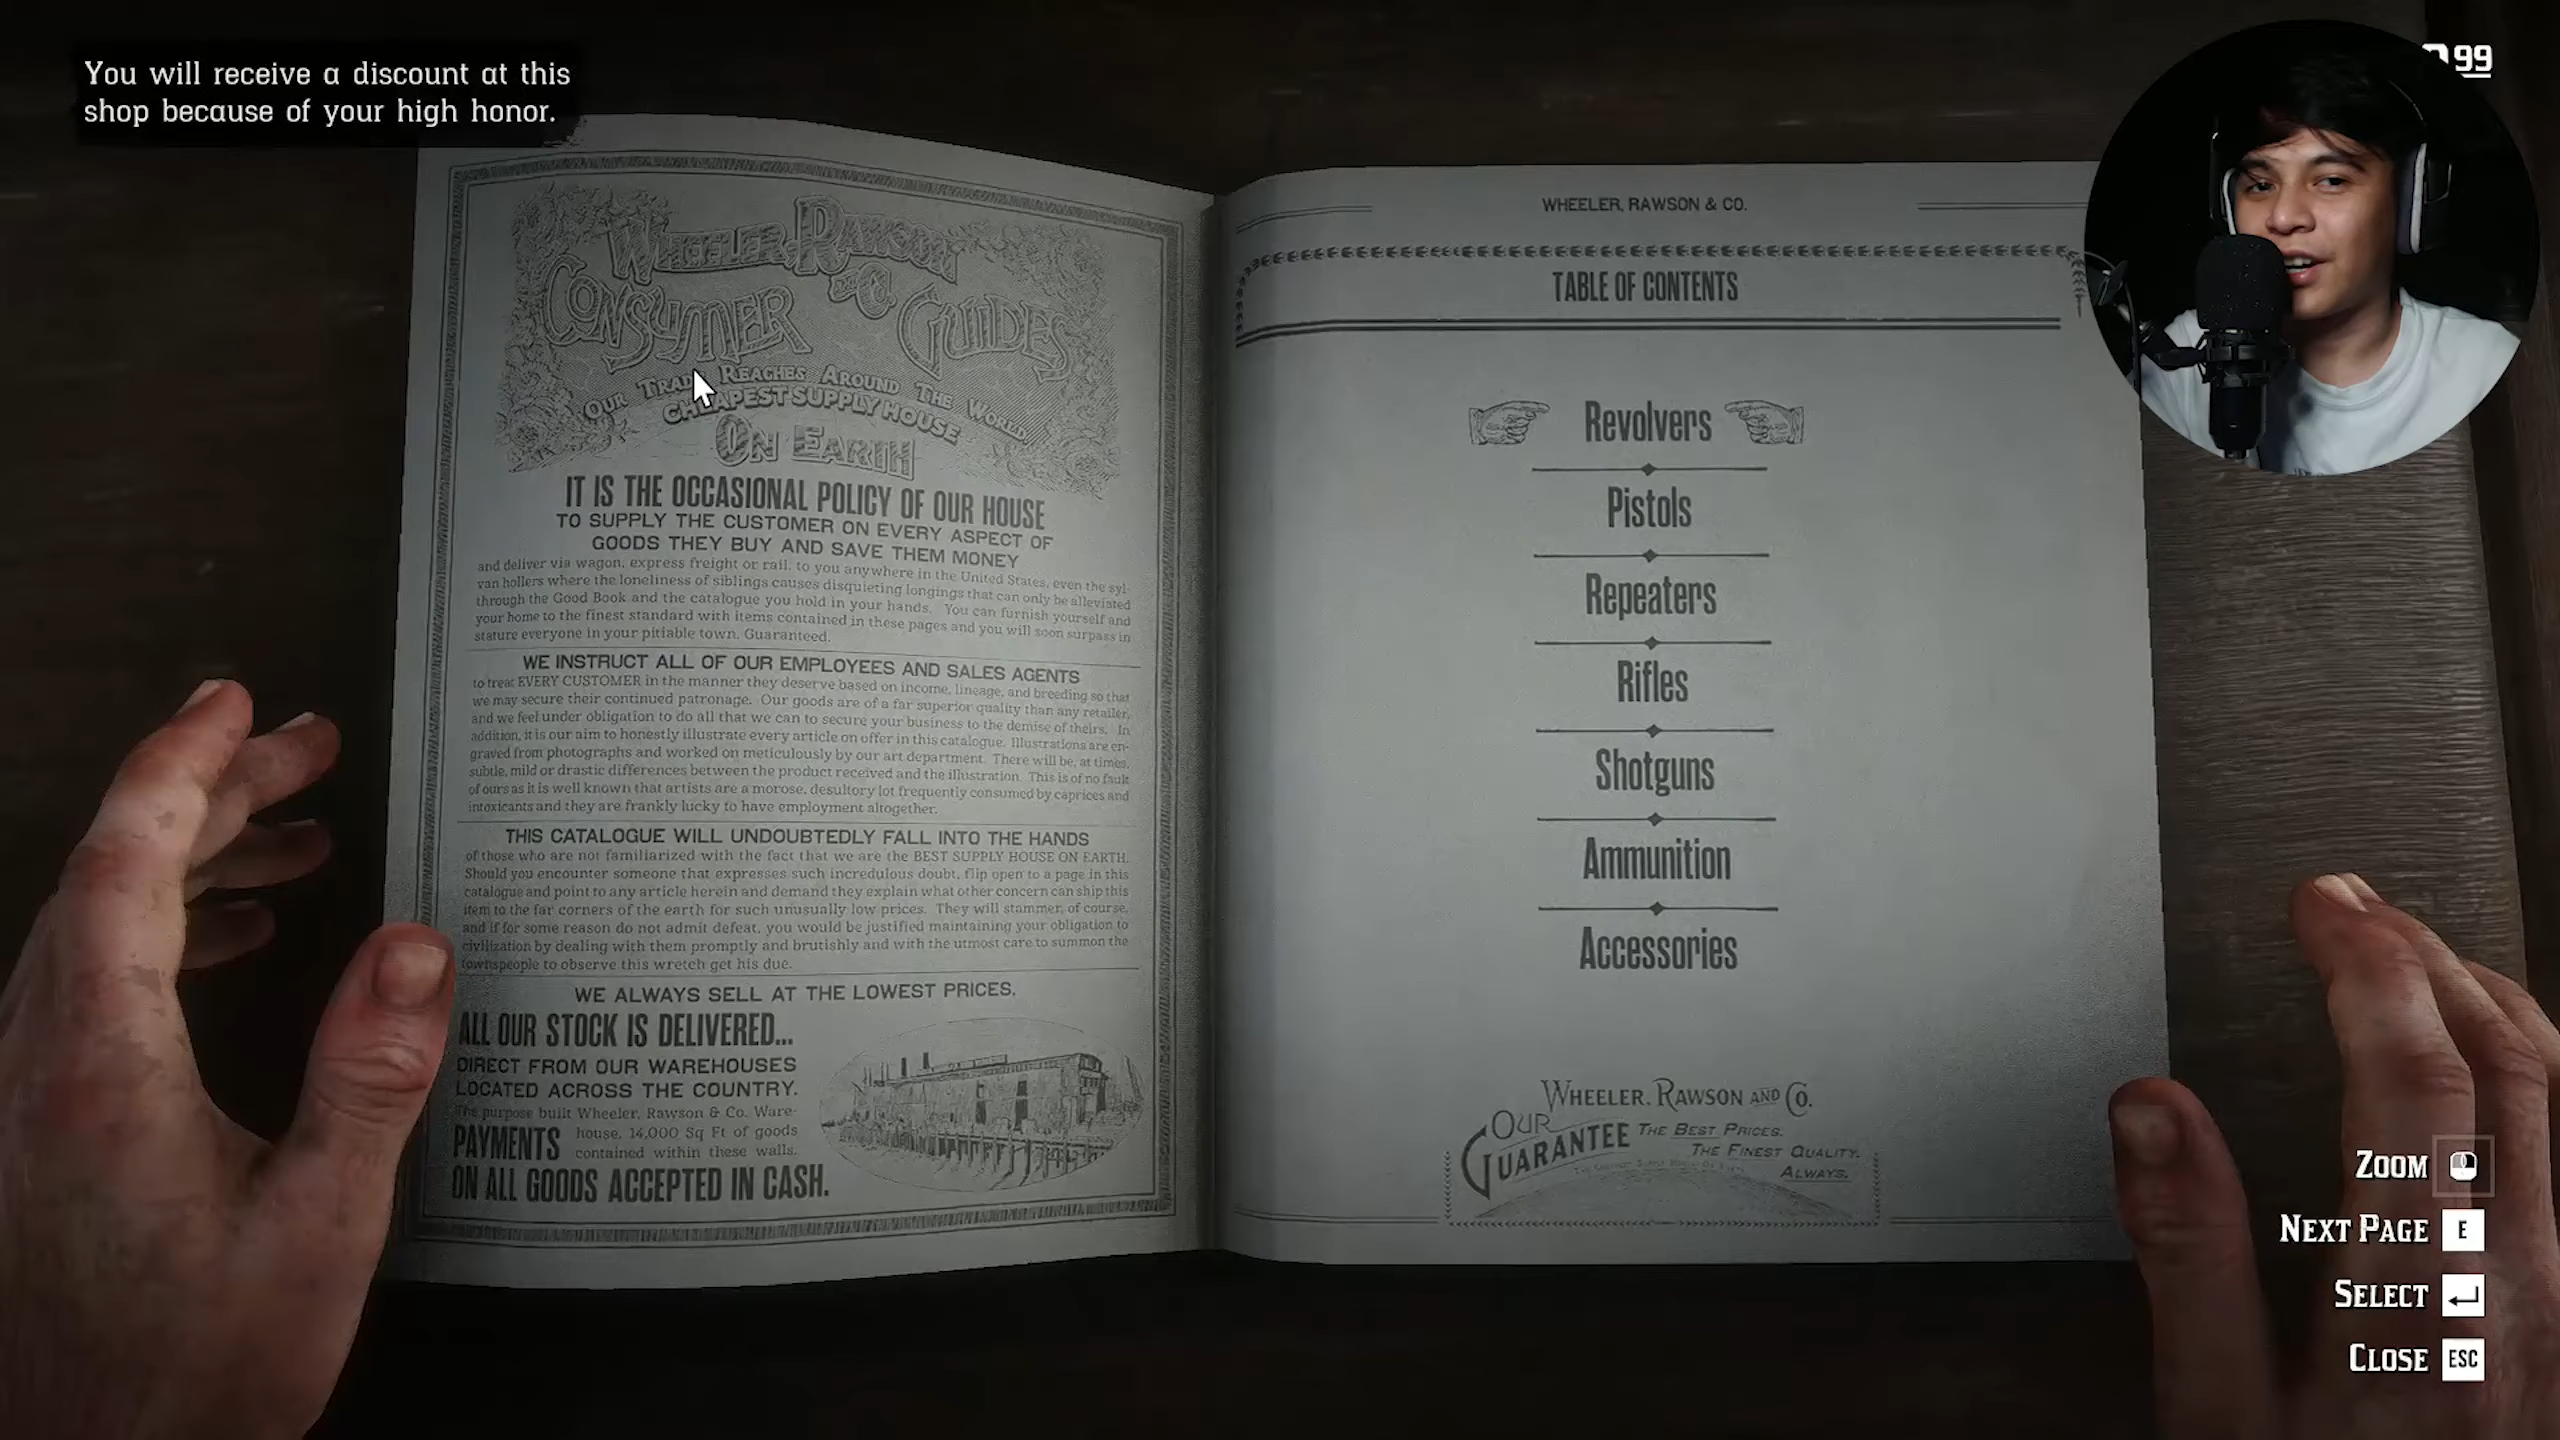 You will receive a discount at this
shop because of your high honor.
99
WHEELER, RAWSON
& Co.
CONSUMER GUIDES
OUR TRADE REACHES AROUND THE WORLD
CHEAPEST SUPPLY HOUSE
ON EARTH
IT IS THE OCCASIONAL POLICY OF OUR HOUSE
TO SUPPLY THE CUSTOMER ON EVERY ASPECT OF
GOODS THEY BUY AND SAVE THEM MONEY
and deliver via wagon, express freight or rail, to you anywhere in the United States, even the syl-
van hollers where the loneliness of siblings causes disquieting longings that can only be alleviated
through the Good Book and the catalogue you hold in your hands. You can furnish yourself and
your home to the finest standard with items contained in these pages and you will soon surpass in
stature everyone in your pitiable town. Guaranteed.
WE INSTRUCT ALL OF OUR EMPLOYEES AND SALES AGENTS
to treat EVERY CUSTOMER in the manner they deserve based on income, lineage, and breeding so that
we may secure their continued patronage. Our goods are of a far superior quality than any retailer,
and we feel under obligation to do all that we can to secure your business to the demise of theirs. In
addition, it is our aim to honestly illustrate every article on offer in this catalogue. Illustrations are en-
graved from photographs and worked on meticulously by our art department. There will be, at times,
subtle, mild or drastic differences between the product received and the illustration. This is of no fault
of ours as it is well known that artists are a morose, desultory lot frequently consumed by caprices and
intoxicants and they are frankly lucky to have employment altogether.
THIS CATALOGUE WILL UNDOUBTEDLY FALL INTO THE HANDS
of those who are not familiarized with the fact that we are the BEST SUPPLY HOUSE ON EARTH.
Should you encounter someone that expresses such incredulous doubt, flip open to a page in this
catalogue and point to any article herein and demand they explain what other concern can ship this
item to the far corners of the earth for such unusually low prices. They will stammer, of course,
and if for some reason do not admit defeat, you would be justified maintaining your obligation to
civilization by dealing with them promptly and brutishly and with the utmost care to summon the
townspeople to observe this wretch get his due.
WE ALWAYS SELL AT THE LOWEST PRICES.
ALL OUR STOCK IS DELIVERED...
DIRECT FROM OUR WAREHOUSES
LOCATED ACROSS THE COUNTRY.
The purpose built Wheeler, Rawson & Co. Ware-
house, 14,000 Sq Ft of goods
contained within these walls.
PAYMENTS
ON ALL GOODS ACCEPTED IN CASH.
WHEELER, RAWSON & CO.
TABLE OF CONTENTS
Revolvers
Pistols
Repeaters
Rifles
Shotguns
Ammunition
Accessories
WHEELER, RAWSON AND CO.
OUR GUARANTEE
THE BEST PRICES.
THE FINEST QUALITY.
ALWAYS.
ZOOM
NEXT PAGE E
SELECT
CLOSE ESC